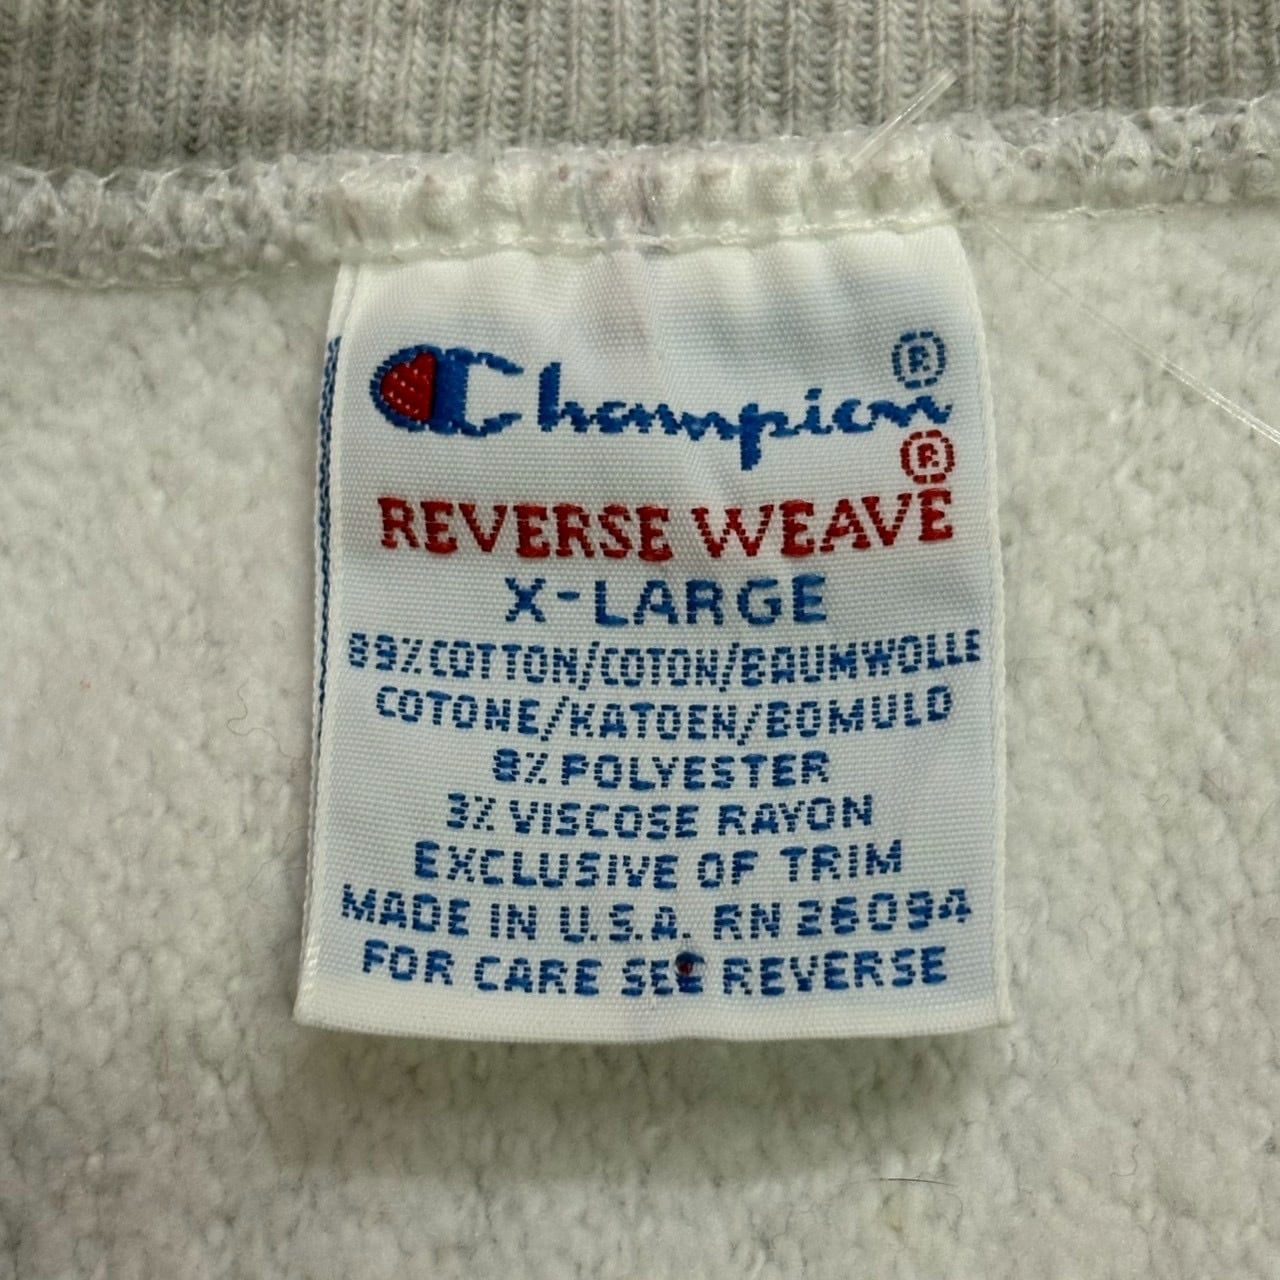 Champion®
REVERSE WEAVE®
X-LARGE
89% COTTON/COTON/BAUMWOLLE
COTONE/KATOEN/BOMULD
8% POLYESTER
3% VISCOSE RAYON
EXCLUSIVE OF TRIM
MADE IN U.S.A. RN 26094
FOR CARE SEE REVERSE